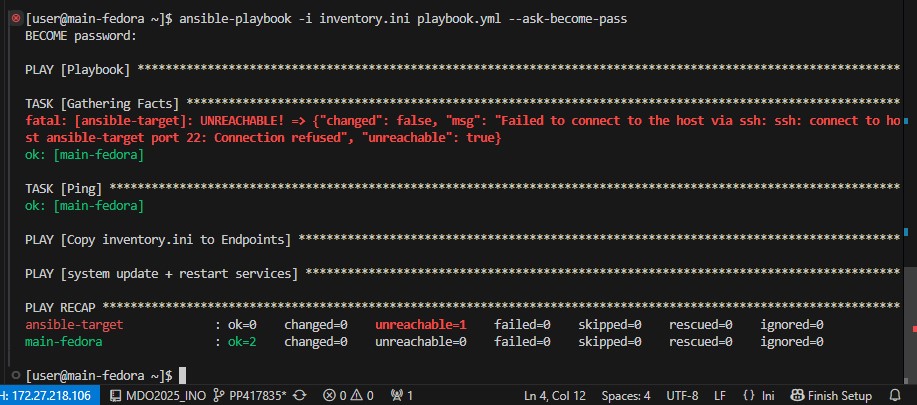 [user@main-fedora ~]$ ansible-playbook -i inventory.ini playbook.yml --ask-become-pass
BECOME password:
PLAY [Playbook] ******************************************************************************************************
TASK [Gathering Facts] ***********************************************************************************************
fatal: [ansible-target]: UNREACHABLE! => {"changed": false, "msg": "Failed to connect to the host via ssh: ssh: connect to ho
st ansible-target port 22: Connection refused", "unreachable": true}
ok: [main-fedora]
TASK [Ping] **********************************************************************************************************
ok: [main-fedora]
PLAY [Copy inventory.ini to Endpoints] *******************************************************************************
PLAY [system update + restart services] ******************************************************************************
PLAY RECAP ***********************************************************************************************************
ansible-target : ok=0 changed=0 unreachable=1 failed=0 skipped=0 rescued=0 ignored=0
main-fedora : ok=2 changed=0 unreachable=0 failed=0 skipped=0 rescued=0 ignored=0
[user@main-fedora ~]$
H: 172.27.218.106 MDO2025_INO PP417835* 0 0 1 Ln 4, Col 12 Spaces: 4 UTF-8 LF {} Ini Finish Setup